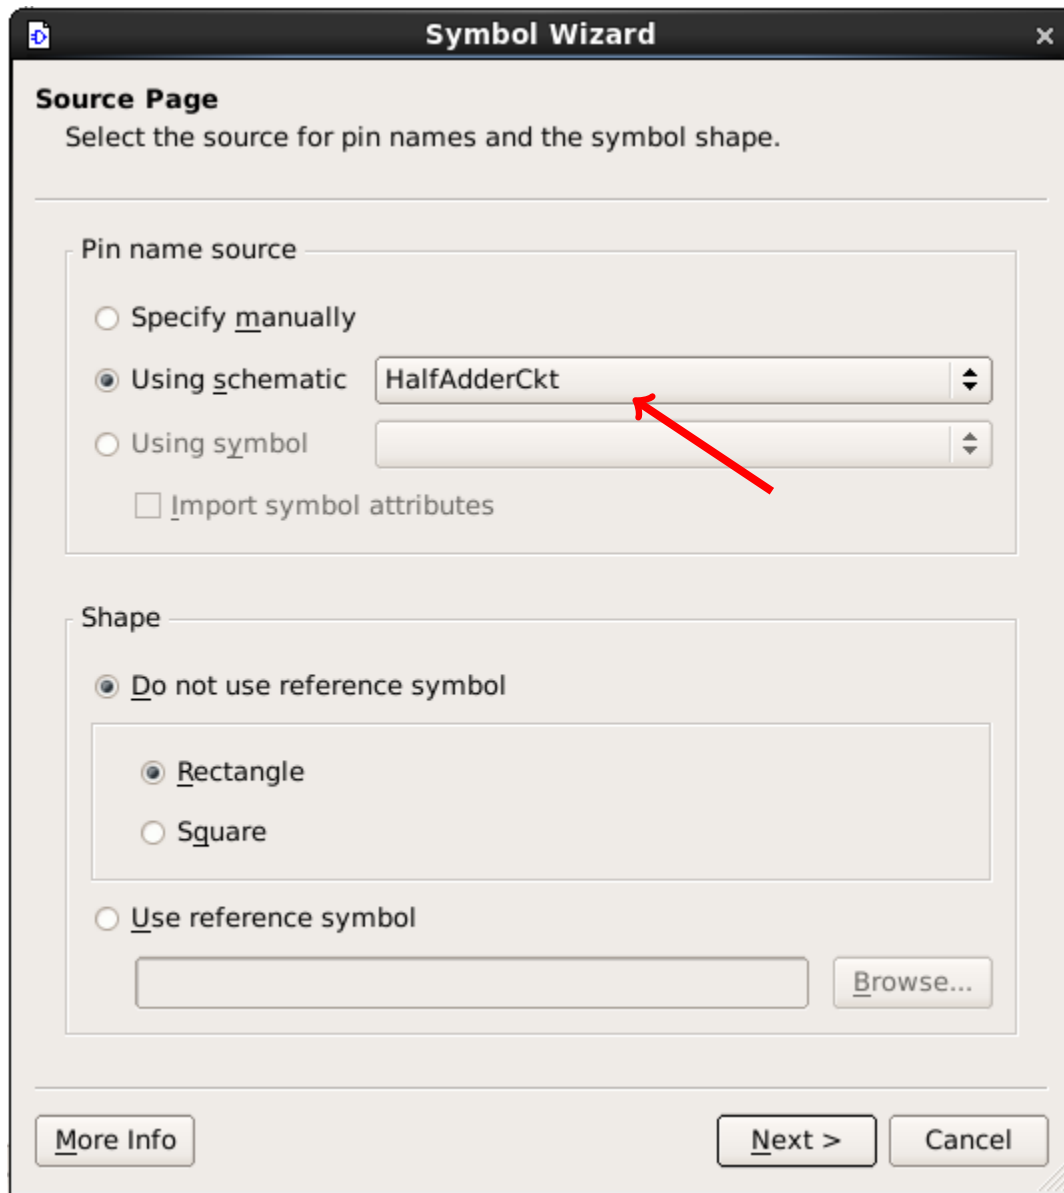 Symbol Wizard
Source Page
Select the source for pin names and the symbol shape.
Pin name source
Specify manually
Using schematic HalfAdderCkt
Using symbol
Import symbol attributes
Shape
Do not use reference symbol
Rectangle
Square
Use reference symbol
Browse...
More Info Next > Cancel